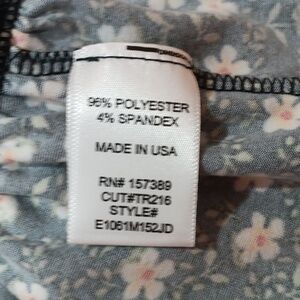 96% POLYESTER
4% SPANDEX
MADE IN USA
RN# 157389
CUT#TR216
STYLE#
E1061M152JD